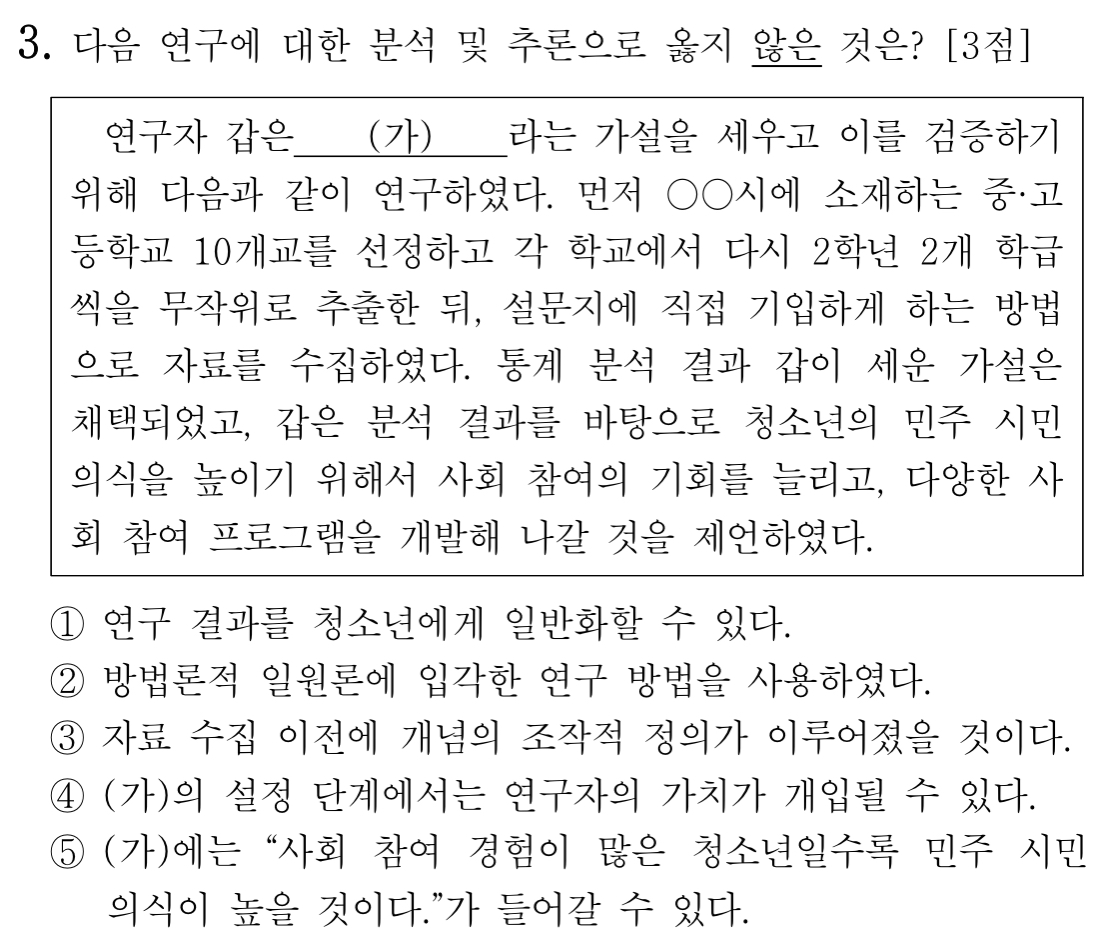 3. 다음 연구에 대한 분석 및 추론으로 옳지 않은 것은? [3점]
연구자 갑은 (가) 라는 가설을 세우고 이를 검증하기
위해 다음과 같이 연구하였다. 먼저 ○○시에 소재하는 중·고
등학교 10개교를 선정하고 각 학교에서 다시 2학년 2개 학급
씩을 무작위로 추출한 뒤, 설문지에 직접 기입하게 하는 방법
으로 자료를 수집하였다. 통계 분석 결과 갑이 세운 가설은
채택되었고, 갑은 분석 결과를 바탕으로 청소년의 민주 시민
의식을 높이기 위해서 사회 참여의 기회를 늘리고, 다양한 사
회 참여 프로그램을 개발해 나갈 것을 제언하였다.
① 연구 결과를 청소년에게 일반화할 수 있다.
② 방법론적 일원론에 입각한 연구 방법을 사용하였다.
③ 자료 수집 이전에 개념의 조작적 정의가 이루어졌을 것이다.
④ (가)의 설정 단계에서는 연구자의 가치가 개입될 수 있다.
⑤ (가)에는 “사회 참여 경험이 많은 청소년일수록 민주 시민
의식이 높을 것이다.”가 들어갈 수 있다.